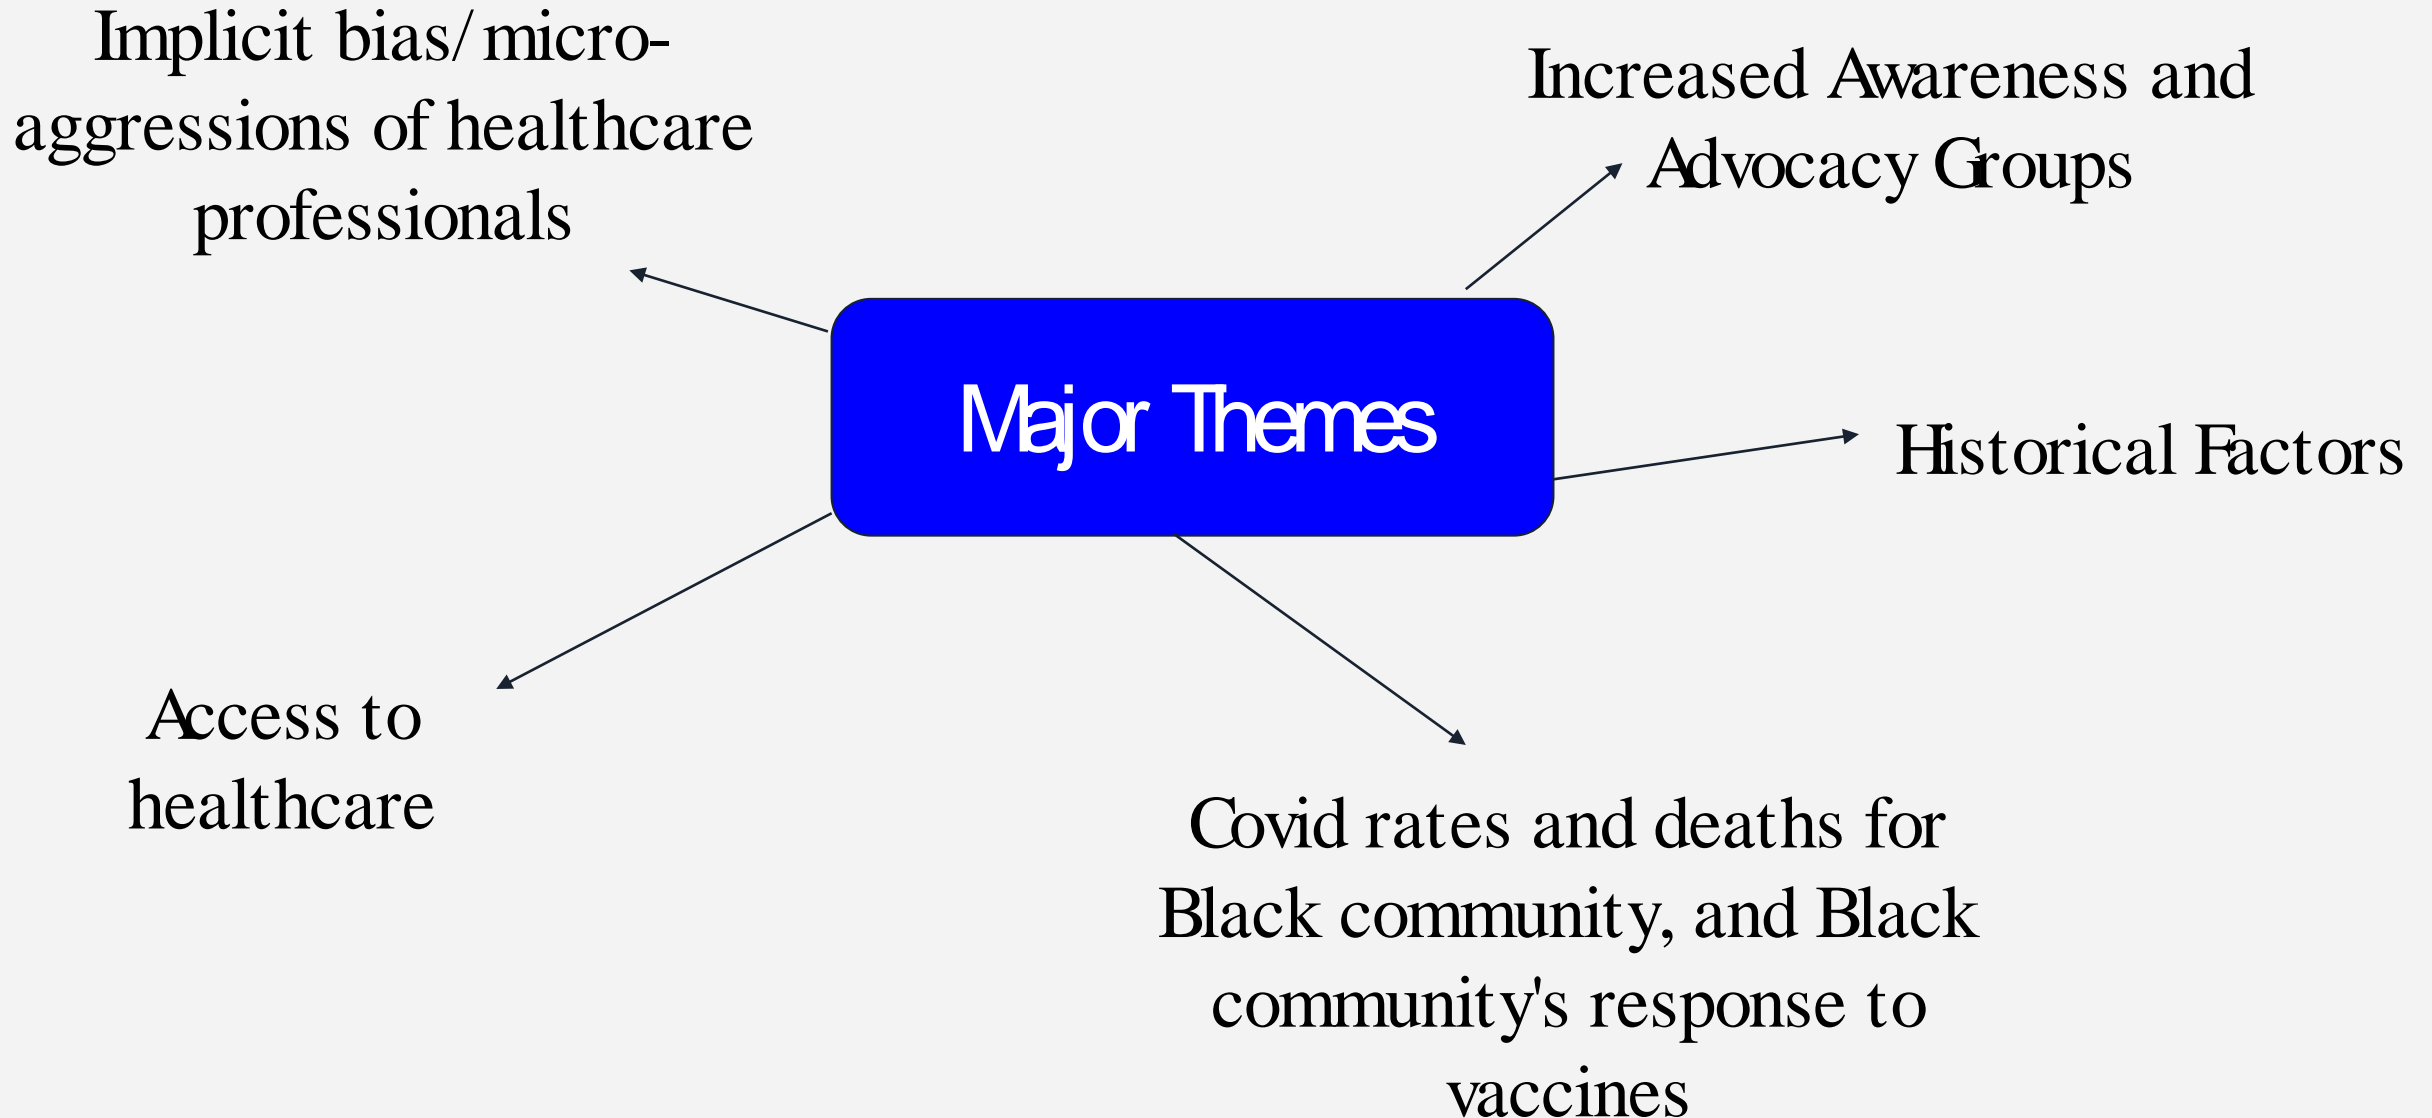 Implicit bias/micro-
aggressions of healthcare
professionals
Increased Awareness and
Advocacy Groups
Major Themes
Historical Factors
Access to
healthcare
Covid rates and deaths for
Black community, and Black
community's response to
vaccines